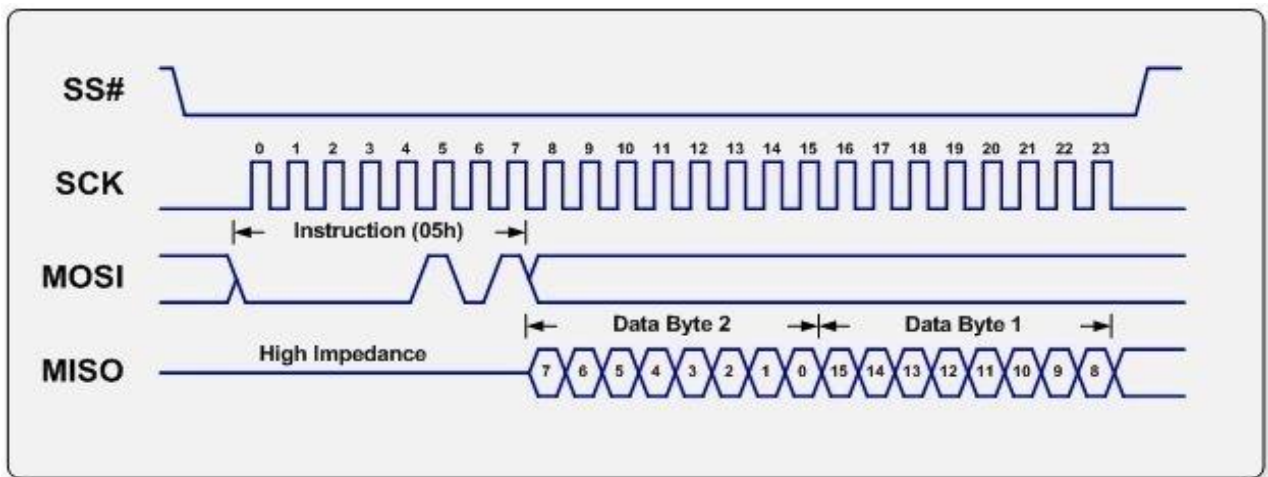 SS#
0 1 2 3 4 5 6 7 8 9 10 11 12 13 14 15 16 17 18 19 20 21 22 23
SCK
Instruction (05h)
MOSI
Data Byte 2 Data Byte 1
High Impedance
MISO
7 6 5 4 3 2 1 0 15 14 13 12 11 10 9 8